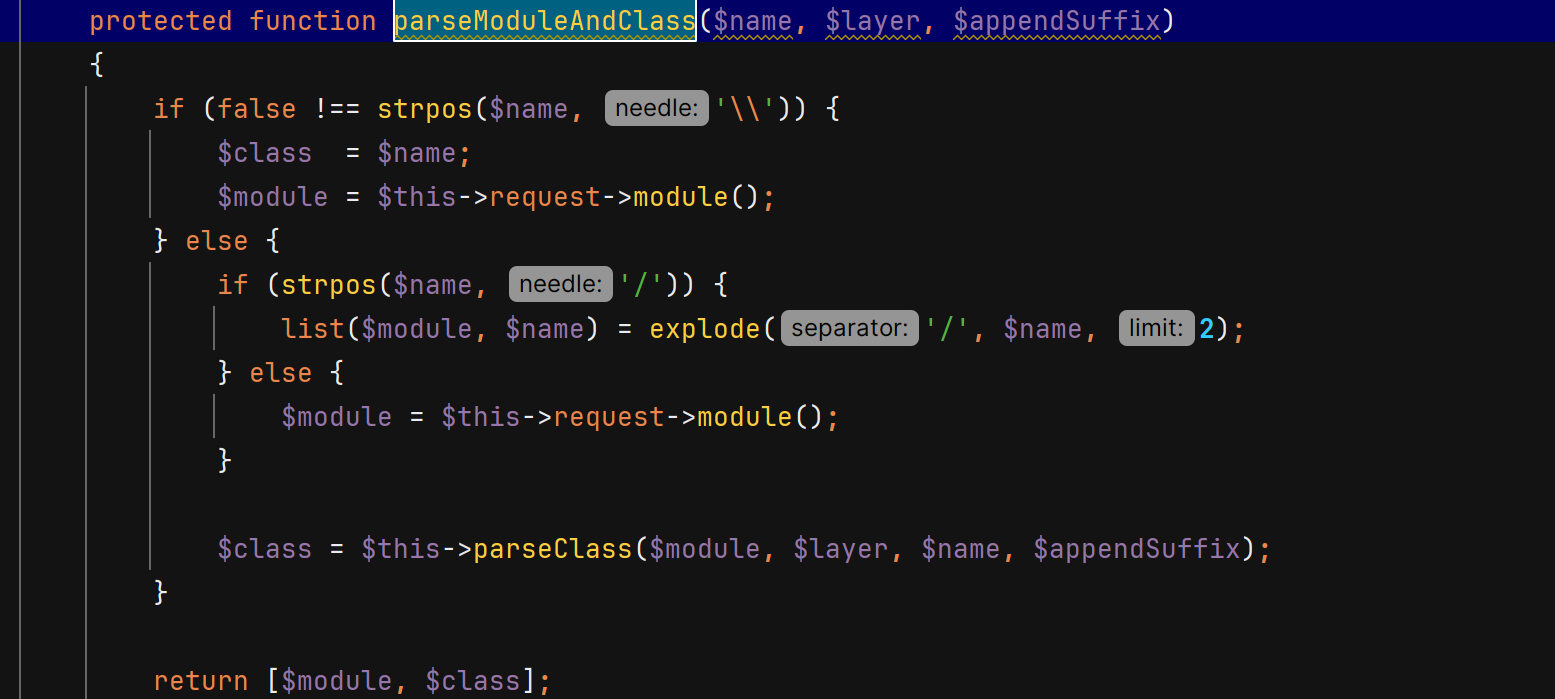 protected function parseModuleAndClass($name, $layer, $appendSuffix)
{
if (false !== strpos($name, needle: '\\')) {
$class  = $name;
$module = $this->request->module();
} else {
if (strpos($name, needle: '/')) {
list($module, $name) = explode( separator: '/', $name, limit: 2);
} else {
$module = $this->request->module();
}
$class = $this->parseClass($module, $layer, $name, $appendSuffix);
}
return [$module, $class];